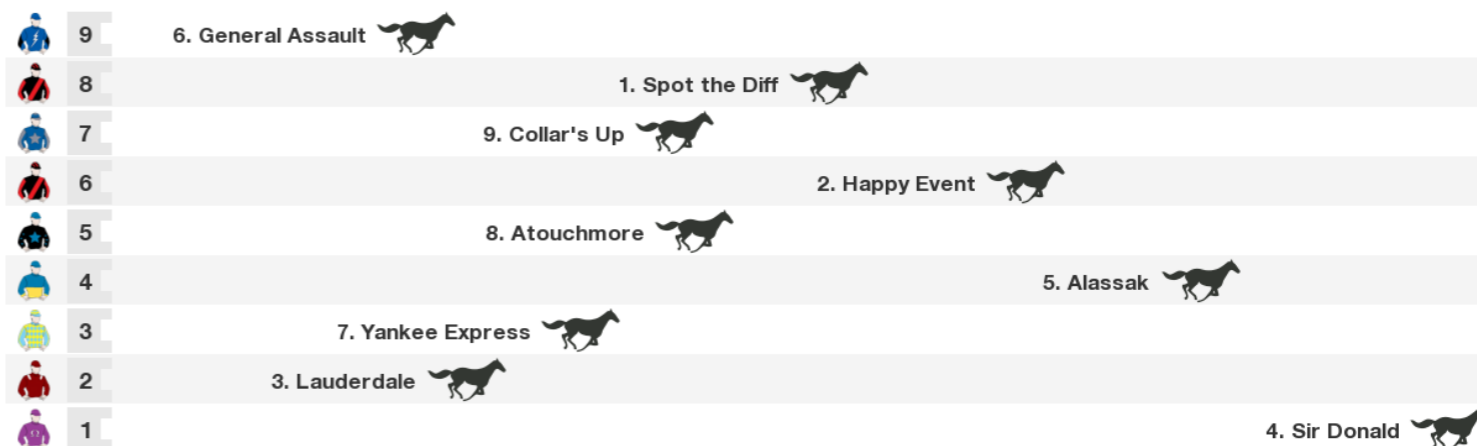 9 6. General Assault
8 1. Spot the Diff
7 9. Collar's Up
6 2. Happy Event
5 8. Atouchmore
4 5. Alassak
3 7. Yankee Express
2 3. Lauderdale
1 4. Sir Donald